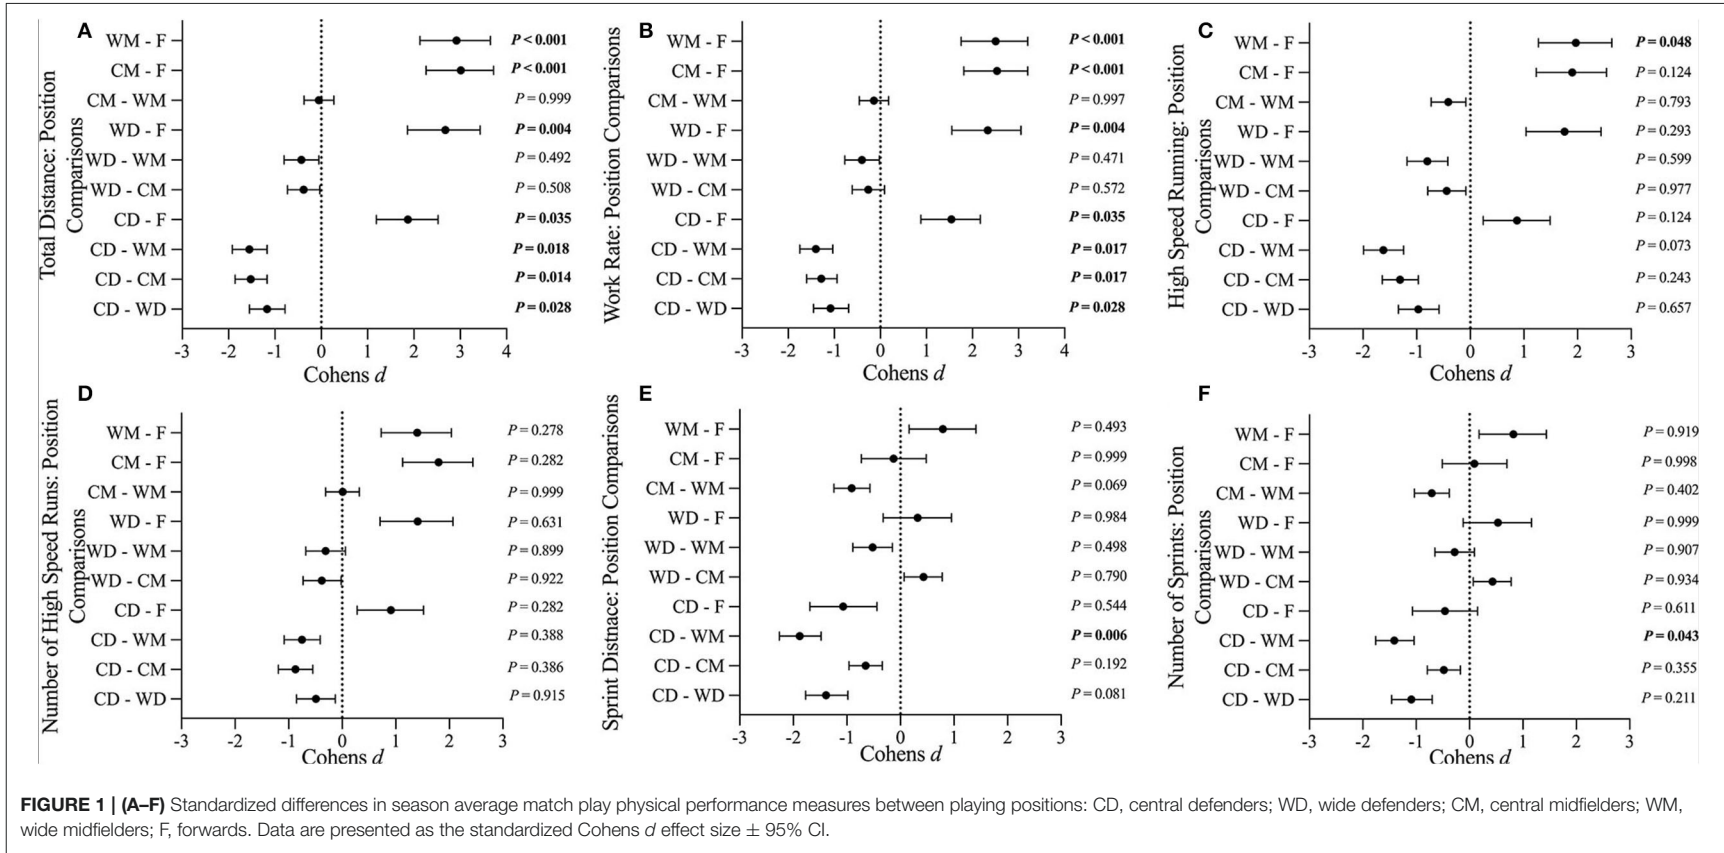 A
Total Distance: Position
Comparisons
WM - F P < 0.001
CM - F P < 0.001
CM - WM P = 0.999
WD - F P = 0.004
WD - WM P = 0.492
WD - CM P = 0.508
CD - F P = 0.035
CD - WM P = 0.018
CD - CM P = 0.014
CD - WD P = 0.028
-3 -2 -1 0 1 2 3 4
Cohens d
B
Work Rate: Position Comparisons
WM - F P < 0.001
CM - F P < 0.001
CM - WM P = 0.997
WD - F P = 0.004
WD - WM P = 0.471
WD - CM P = 0.572
CD - F P = 0.035
CD - WM P = 0.017
CD - CM P = 0.017
CD - WD P = 0.028
-3 -2 -1 0 1 2 3 4
Cohens d
C
High Speed Running: Position
Comparisons
WM - F P = 0.048
CM - F P = 0.124
CM - WM P = 0.793
WD - F P = 0.293
WD - WM P = 0.599
WD - CM P = 0.977
CD - F P = 0.124
CD - WM P = 0.073
CD - CM P = 0.243
CD - WD P = 0.657
-3 -2 -1 0 1 2 3
Cohens d
D
Number of High Speed Runs: Position
Comparisons
WM - F P = 0.278
CM - F P = 0.282
CM - WM P = 0.999
WD - F P = 0.631
WD - WM P = 0.899
WD - CM P = 0.922
CD - F P = 0.282
CD - WM P = 0.388
CD - CM P = 0.386
CD - WD P = 0.915
-3 -2 -1 0 1 2 3
Cohens d
E
Sprint Distnace: Position Comparisons
WM - F P = 0.493
CM - F P = 0.999
CM - WM P = 0.069
WD - F P = 0.984
WD - WM P = 0.498
WD - CM P = 0.790
CD - F P = 0.544
CD - WM P = 0.006
CD - CM P = 0.192
CD - WD P = 0.081
-3 -2 -1 0 1 2 3
Cohens d
F
Number of Sprints: Position
Comparisons
WM - F P = 0.919
CM - F P = 0.998
CM - WM P = 0.402
WD - F P = 0.999
WD - WM P = 0.907
WD - CM P = 0.934
CD - F P = 0.611
CD - WM P = 0.043
CD - CM P = 0.355
CD - WD P = 0.211
-3 -2 -1 0 1 2 3
Cohens d
FIGURE 1 | (A–F) Standardized differences in season average match play physical performance measures between playing positions: CD, central defenders; WD, wide defenders; CM, central midfielders; WM,
wide midfielders; F, forwards. Data are presented as the standardized Cohens d effect size ± 95% CI.